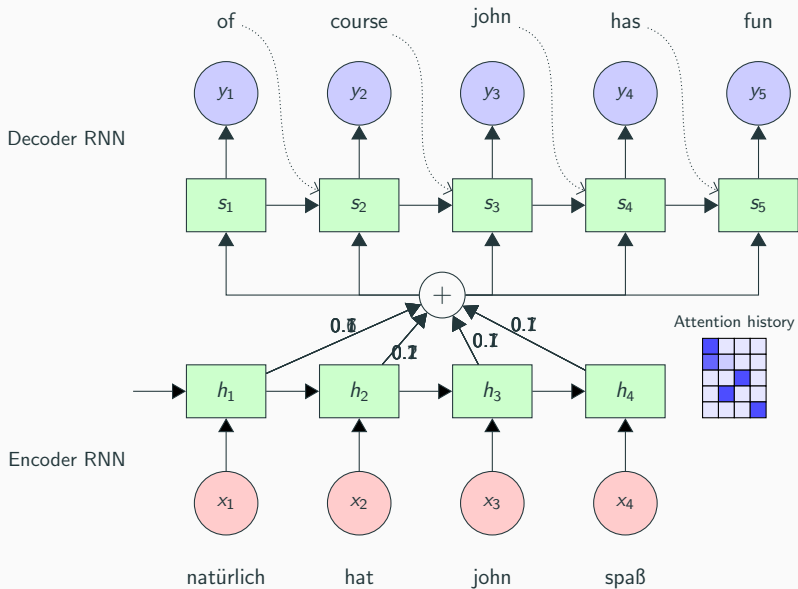 of course john has fun
y1 y2 y3 y4 y5
Decoder RNN
s1 s2 s3 s4 s5
+
Attention history
h1 h2 h3 h4
Encoder RNN
x1 x2 x3 x4
natürlich hat john spaß